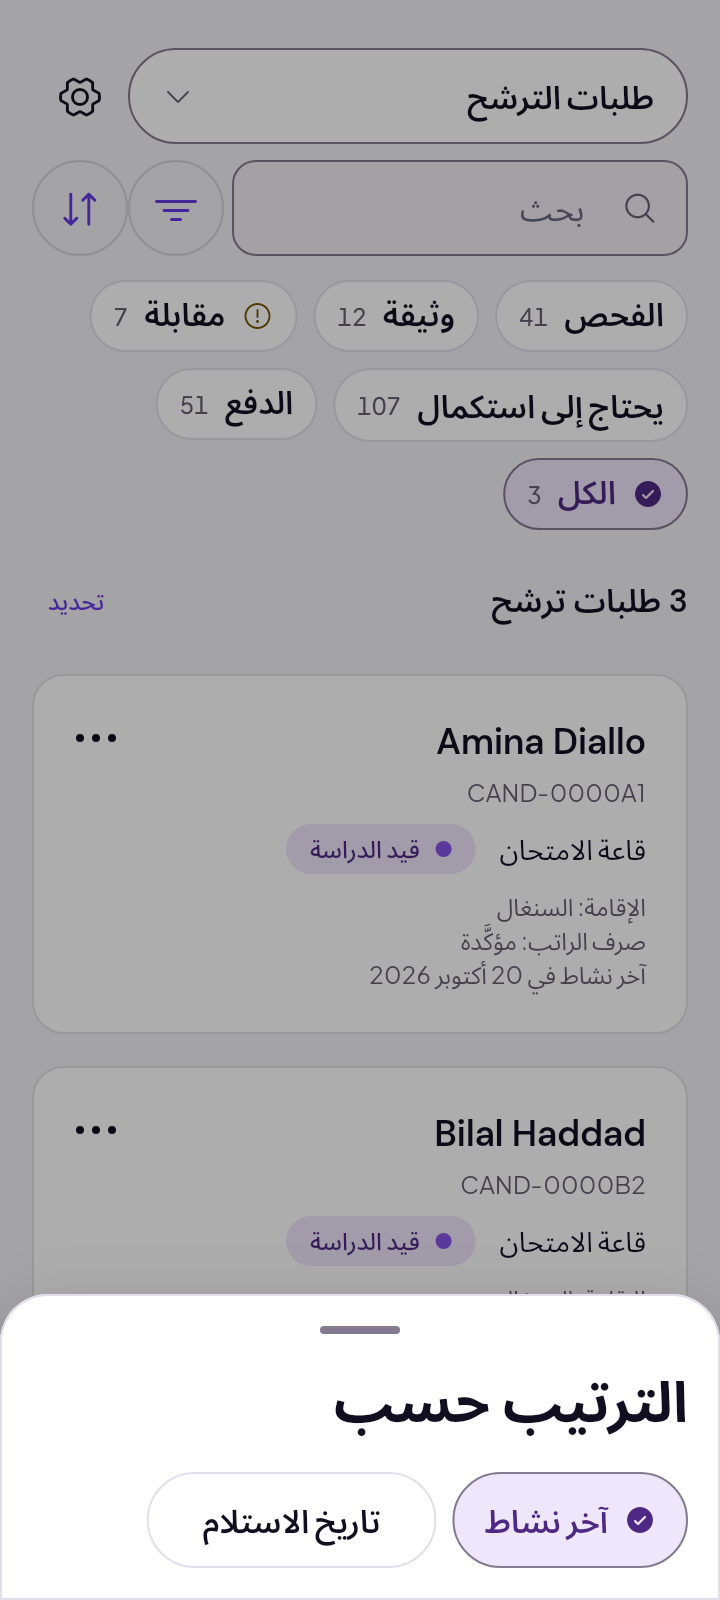 طلبات الترشح
بحث
الفحص 41
وثيقة 12
مقابلة 7
يحتاج إلى استكمال 107
الدفع 51
الكل 3
3 طلبات ترشح
تحديد
Amina Diallo
CAND-0000A1
قاعة الامتحان
قيد الدراسة
الإقامة: السنغال
صرف الراتب: مؤكَّدة
آخر نشاط في 20 أكتوبر 2026
Bilal Haddad
CAND-0000B2
قاعة الامتحان
قيد الدراسة
الترتيب حسب
آخر نشاط
تاريخ الاستلام